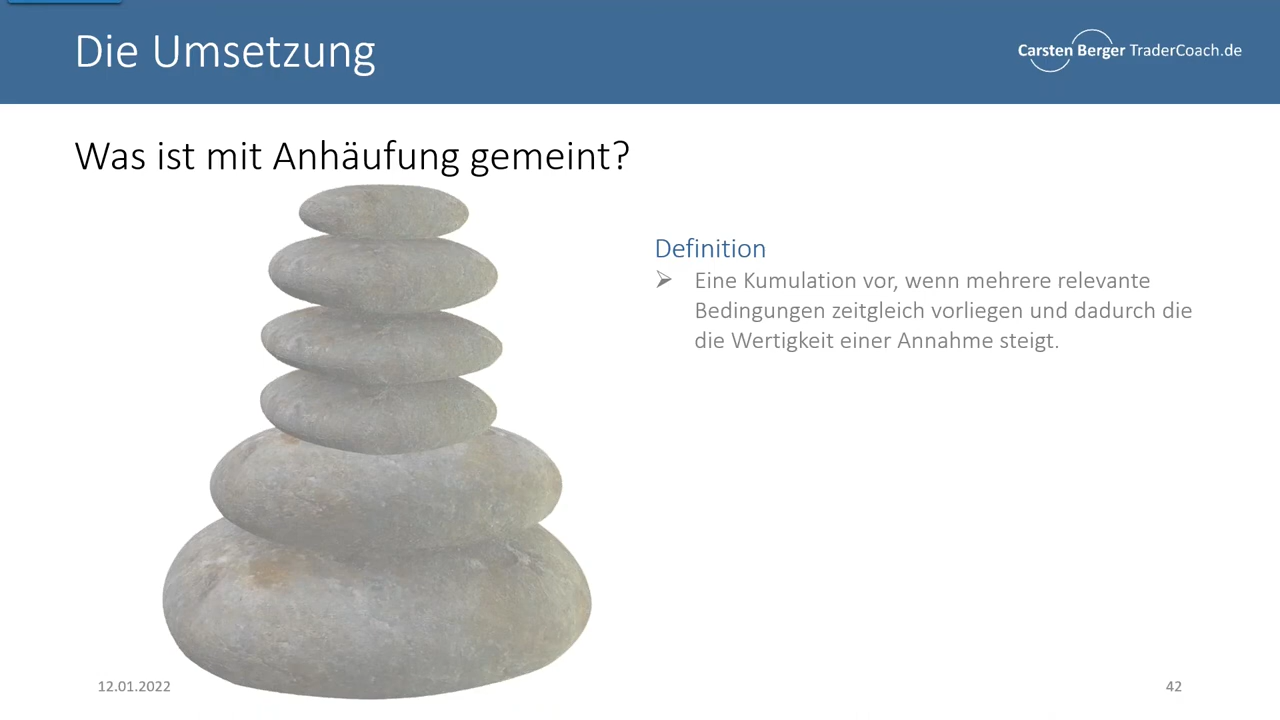 Die Umsetzung
Carsten Berger TraderCoach.de
Was ist mit Anhäufung gemeint?
Definition
Eine Kumulation vor, wenn mehrere relevante
Bedingungen zeitgleich vorliegen und dadurch die
die Wertigkeit einer Annahme steigt.
12.01.2022
42